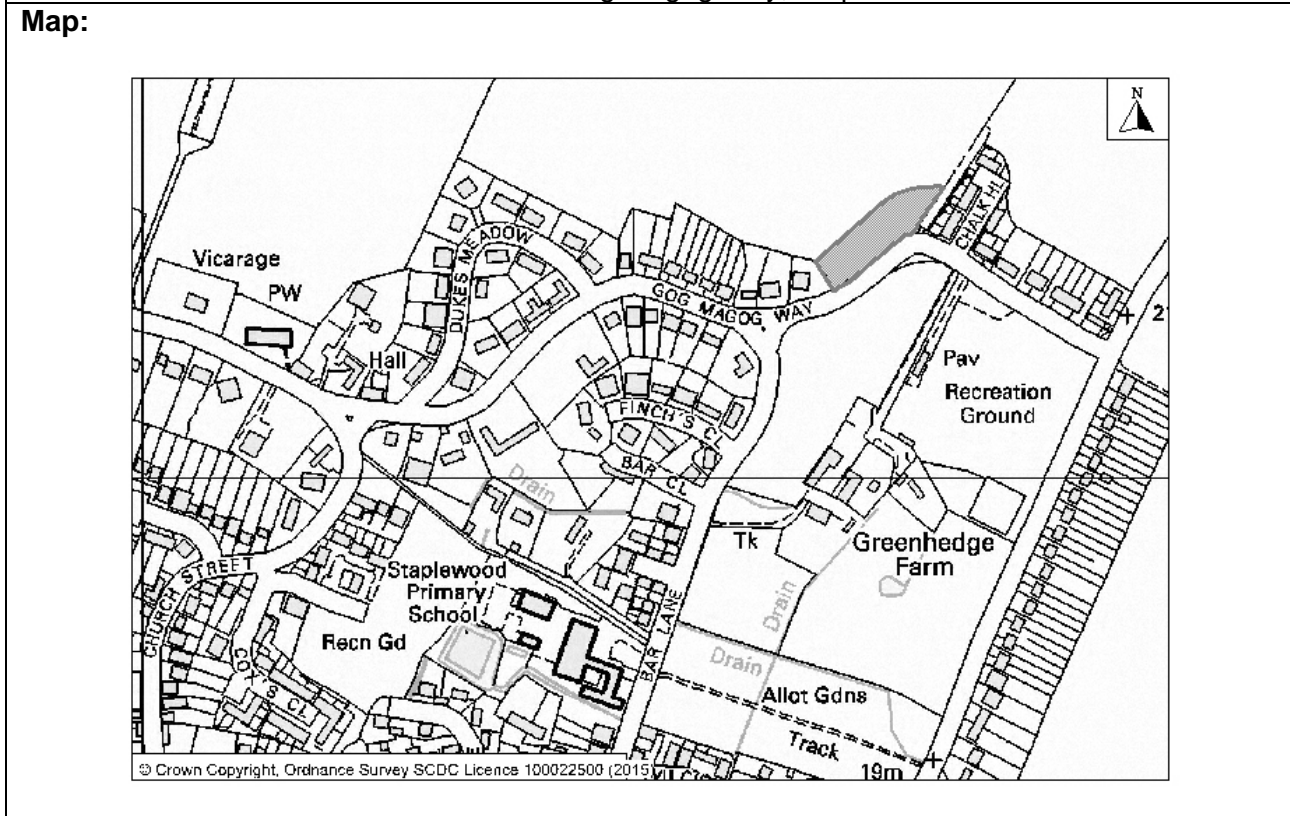 Map:
N
Vicarage
PW
Hall
DUKES MEADOW
GOG MAGOG WAY
CHALK HL
Pav
Recreation
Ground
FINCH'S CL
BAR CL
Drain
Tk
Greenhedge
Farm
CHURCH STREET
Staplewood
Primary
School
Recn Gd
COX'S CL
BAR LANE
Drain
Drain
Allot Gdns
Track
19m
© Crown Copyright, Ordnance Survey SCDC Licence 100022500 (2015)